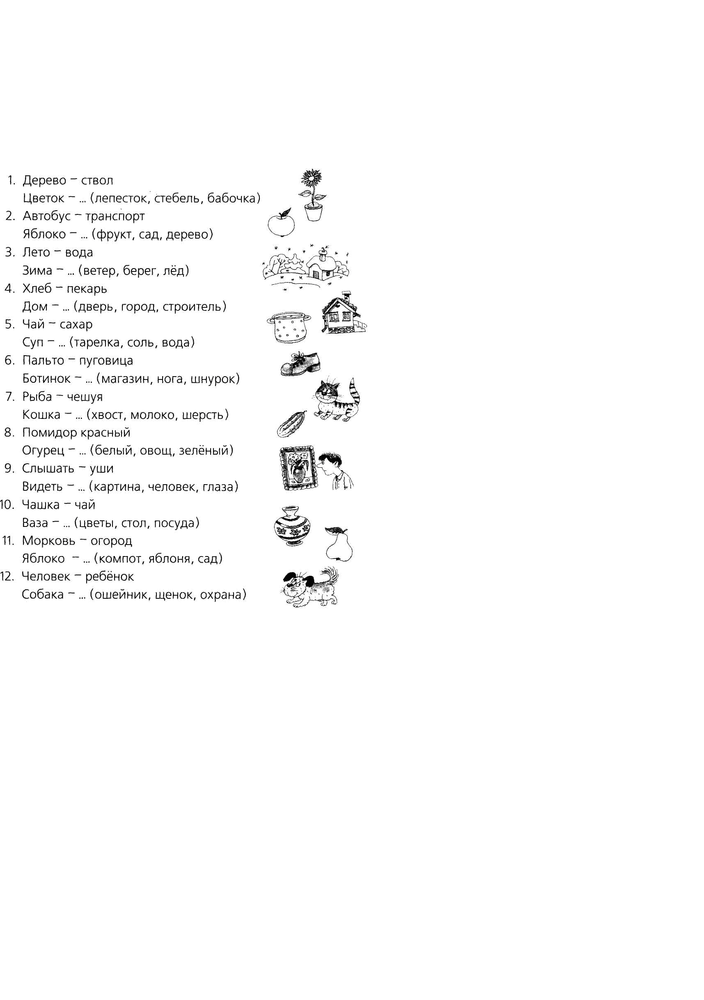 1. Дерево – ствол
Цветок – ... (лепесток, стебель, бабочка)
2. Автобус – транспорт
Яблоко – ... (фрукт, сад, дерево)
3. Лето – вода
Зима – ... (ветер, берег, лёд)
4. Хлеб – пекарь
Дом – ... (дверь, город, строитель)
5. Чай – сахар
Суп – ... (тарелка, соль, вода)
6. Пальто – пуговица
Ботинок – ... (магазин, нога, шнурок)
7. Рыба – чешуя
Кошка – ... (хвост, молоко, шерсть)
8. Помидор красный
Огурец – ... (белый, овощ, зелёный)
9. Слышать – уши
Видеть – ... (картина, человек, глаза)
10. Чашка – чай
Ваза – ... (цветы, стол, посуда)
11. Морковь – огород
Яблоко – ... (компот, яблоня, сад)
12. Человек – ребёнок
Собака – ... (ошейник, щенок, охрана)